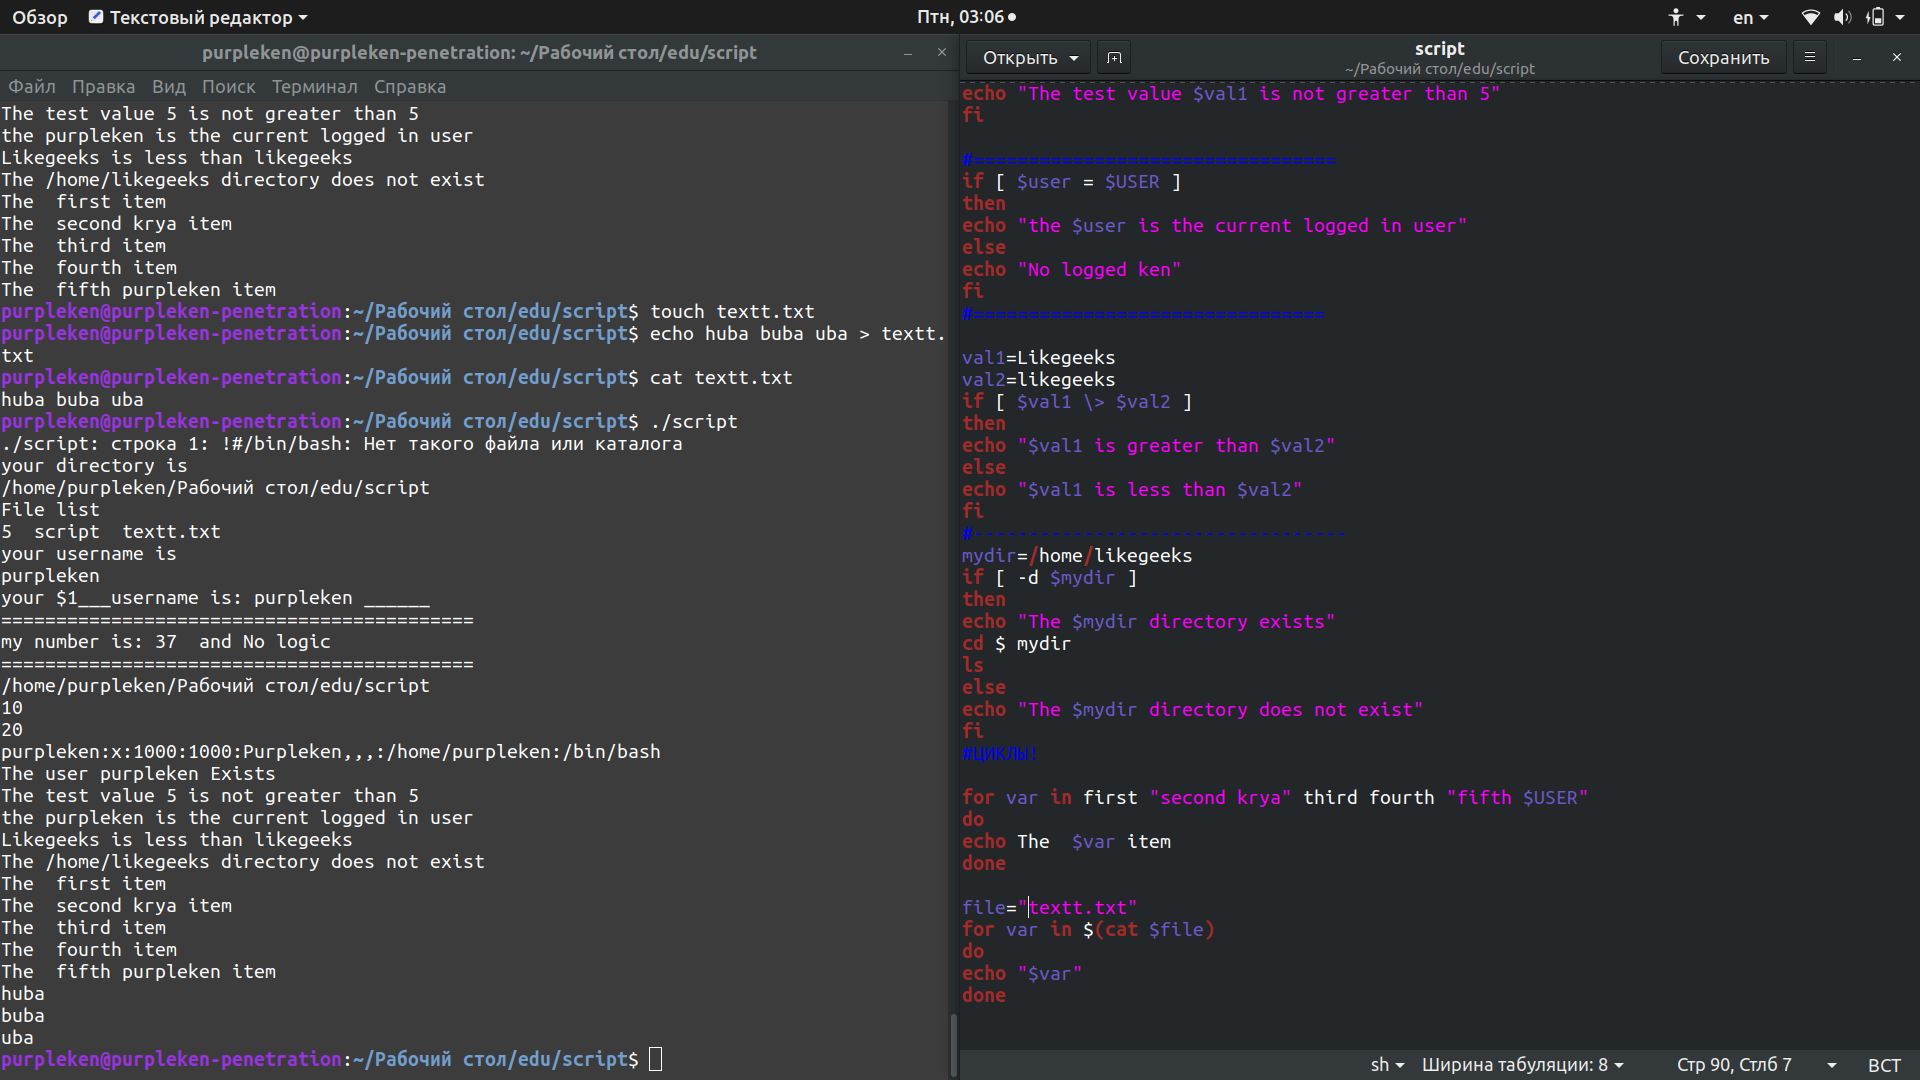 Обзор Текстовый редактор Птн, 03:06 en
purpleken@purpleken-penetration: ~/Рабочий стол/edu/script
Файл Правка Вид Поиск Терминал Справка
The test value 5 is not greater than 5
the purpleken is the current logged in user
Likegeeks is less than likegeeks
The /home/likegeeks directory does not exist
The  first item
The  second krya item
The  third item
The  fourth item
The  fifth purpleken item
purpleken@purpleken-penetration:~/Рабочий стол/edu/script$ touch textt.txt
purpleken@purpleken-penetration:~/Рабочий стол/edu/script$ echo huba buba uba > textt.
txt
purpleken@purpleken-penetration:~/Рабочий стол/edu/script$ cat textt.txt
huba buba uba
purpleken@purpleken-penetration:~/Рабочий стол/edu/script$ ./script
./script: строка 1: !#/bin/bash: Нет такого файла или каталога
your directory is
/home/purpleken/Рабочий стол/edu/script
File list
5  script  textt.txt
your username is
purpleken
your $1___username is: purpleken ______
===========================================
my number is: 37  and No logic
===========================================
/home/purpleken/Рабочий стол/edu/script
10
20
purpleken:x:1000:1000:Purpleken,,,:/home/purpleken:/bin/bash
The user purpleken Exists
The test value 5 is not greater than 5
the purpleken is the current logged in user
Likegeeks is less than likegeeks
The /home/likegeeks directory does not exist
The  first item
The  second krya item
The  third item
The  fourth item
The  fifth purpleken item
huba
buba
uba
purpleken@purpleken-penetration:~/Рабочий стол/edu/script$
Открыть script Сохранить
~/Рабочий стол/edu/script
echo "The test value $val1 is not greater than 5"
fi
#=================================
if [ $user = $USER ]
then
echo "the $user is the current logged in user"
else
echo "No logged ken"
fi
#================================
val1=Likegeeks
val2=likegeeks
if [ $val1 \> $val2 ]
then
echo "$val1 is greater than $val2"
else
echo "$val1 is less than $val2"
fi
#----------------------------------
mydir=/home/likegeeks
if [ -d $mydir ]
then
echo "The $mydir directory exists"
cd $ mydir
ls
else
echo "The $mydir directory does not exist"
fi
#ЦИКЛЫ!
for var in first "second krya" third fourth "fifth $USER"
do
echo The  $var item
done
file="textt.txt"
for var in $(cat $file)
do
echo "$var"
done
sh Ширина табуляции: 8 Стр 90, Стлб 7 ВСТ